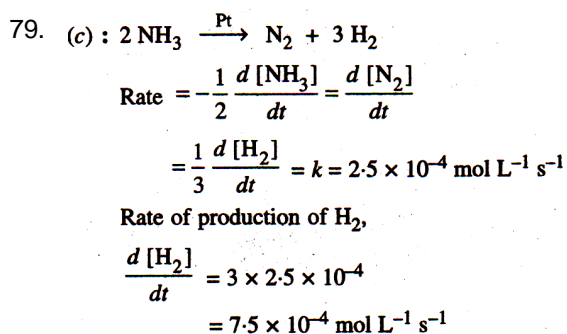 79. (c) : 2 NH₃ —Pt→ N₂ + 3 H₂
Rate = -1/2 d [NH₃]/dt = d [N₂]/dt
= 1/3 d [H₂]/dt = k = 2·5 × 10⁻⁴ mol L⁻¹ s⁻¹
Rate of production of H₂,
d [H₂]/dt = 3 × 2·5 × 10⁻⁴
= 7·5 × 10⁻⁴ mol L⁻¹ s⁻¹